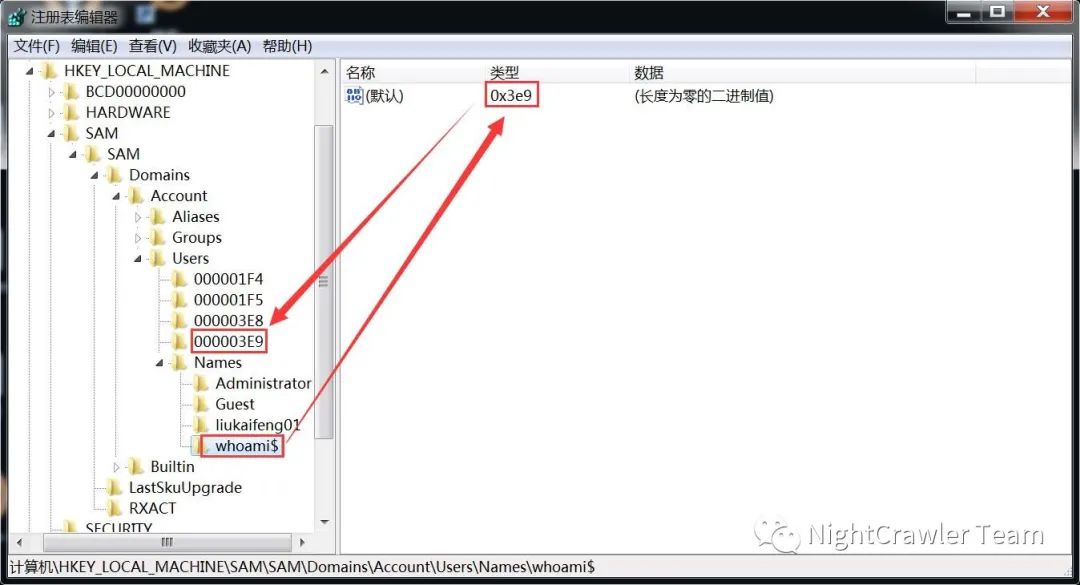 注册表编辑器
文件(F) 编辑(E) 查看(V) 收藏夹(A) 帮助(H)
HKEY_LOCAL_MACHINE
BCD00000000
HARDWARE
SAM
SAM
Domains
Account
Aliases
Groups
Users
000001F4
000001F5
000003E8
000003E9
Names
Administrator
Guest
liukaifeng01
whoami$
Builtin
LastSkuUpgrade
RXACT
SECURITY
名称 类型 数据
(默认) 0x3e9 (长度为零的二进制值)
NightCrawler Team
计算机\HKEY_LOCAL_MACHINE\SAM\SAM\Domains\Account\Users\Names\whoami$